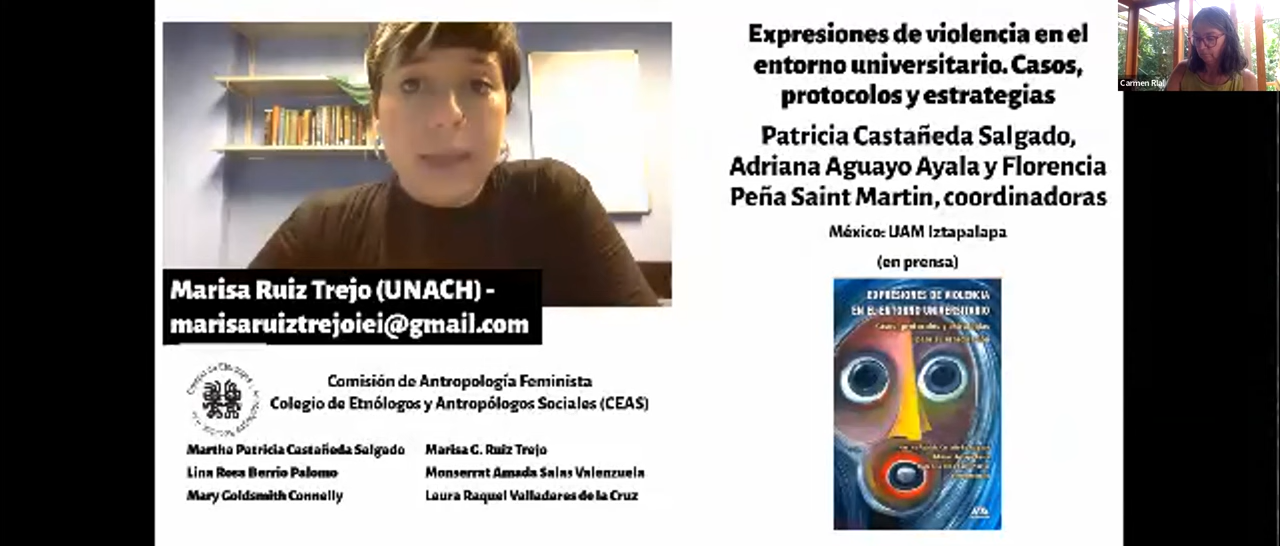 Marisa Ruiz Trejo (UNACH) -
marisaruiztrejoiei@gmail.com
Comisión de Antropología Feminista
Colegio de Etnólogos y Antropólogos Sociales (CEAS)
Martha Patricia Castañeda Salgado
Lina Rosa Berrio Palomo
Mary Goldsmith Connelly
Marisa G. Ruiz Trejo
Monserrat Amada Salas Valenzuela
Laura Raquel Valladares de la Cruz
Expresiones de violencia en el
entorno universitario. Casos,
protocolos y estrategias
Patricia Castañeda Salgado,
Adriana Aguayo Ayala y Florencia
Peña Saint Martin, coordinadoras
México: UAM Iztapalapa
(en prensa)
EXPRESIONES DE VIOLENCIA
EN EL ENTORNO UNIVERSITARIO
Casos, protocolos y estrategias
Carmen Rial